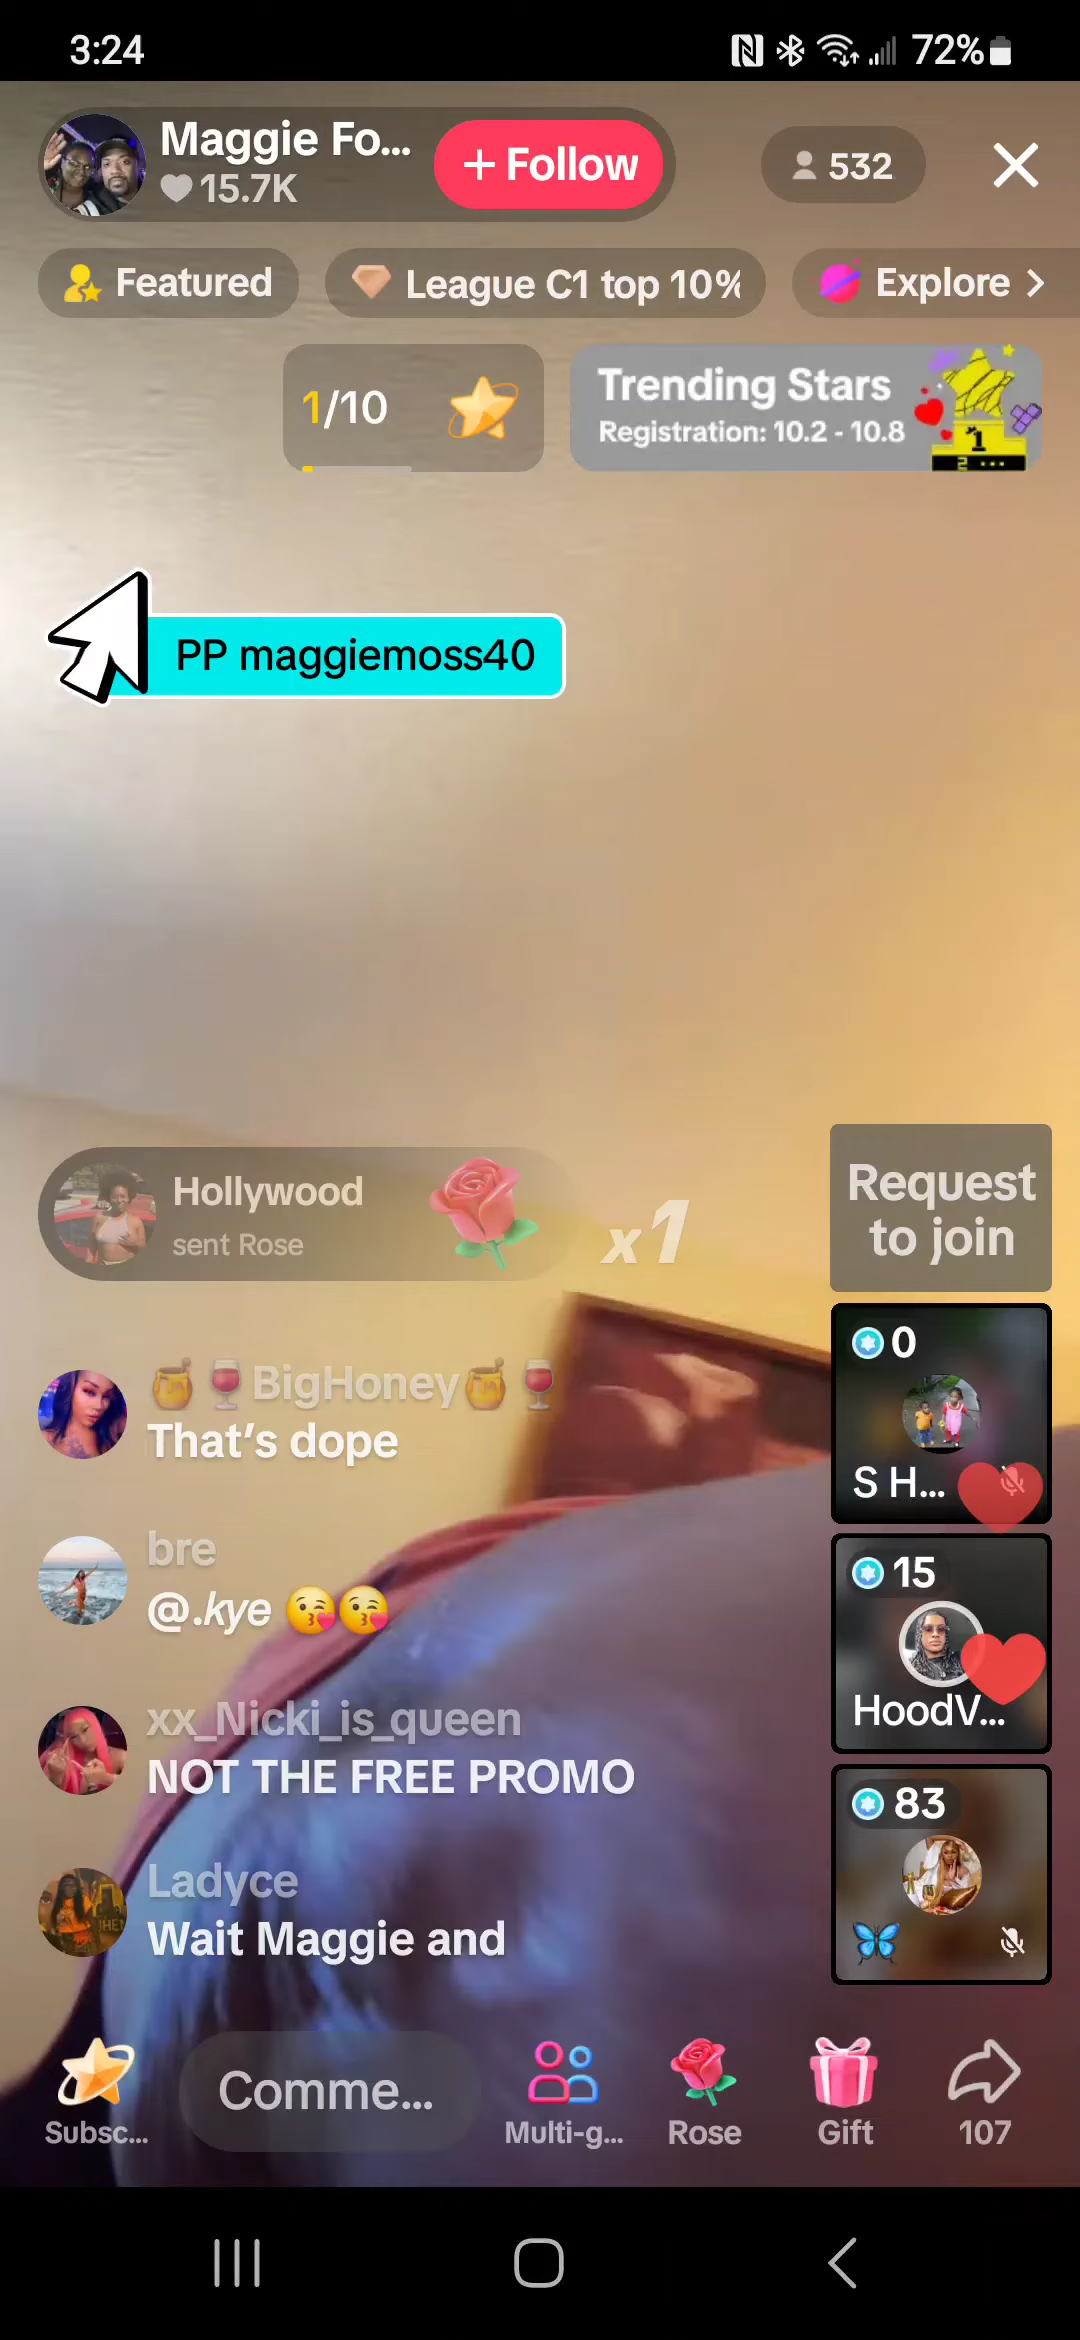 3:24
72%
Maggie Fo...
15.7K
+ Follow
532
Featured
League C1 top 10%
Explore >
1/10
Trending Stars
Registration: 10.2 - 10.8
1
2
PP maggiemoss40
Hollywood
sent Rose
x1
Request
to join
0
S H...
🍯🍷BigHoney🍯🍷
That's dope
bre
@.kye 😘😘
15
HoodV...
xx_Nicki_is_queen
NOT THE FREE PROMO
83
🦋
Ladyce
Wait Maggie and
Subsc...
Comme...
Multi-g...
Rose
Gift
107